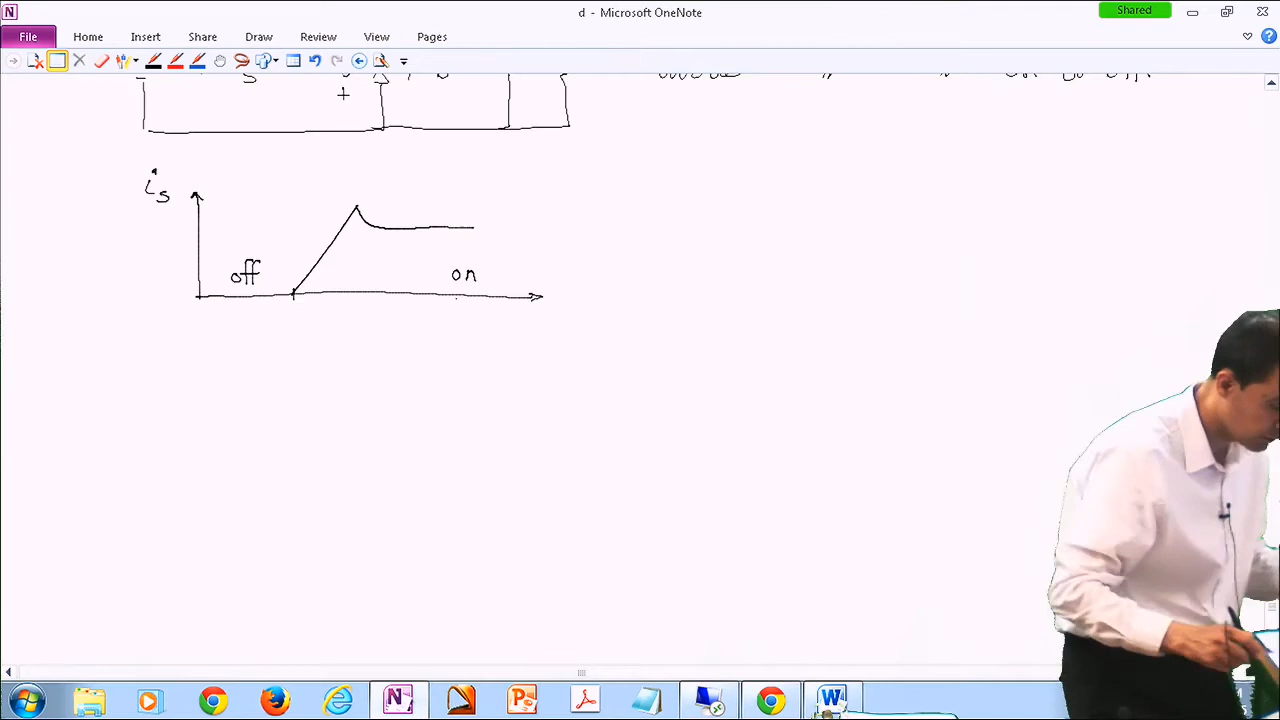 d - Microsoft OneNote
Shared
File Home Insert Share Draw Review View Pages
+
is
off
on